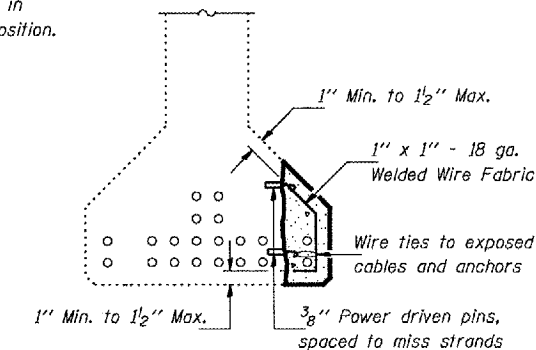 in
osition.
1" Min. to 1½" Max.
1" x 1" - 18 ga.
Welded Wire Fabric
Wire ties to exposed
cables and anchors
1" Min. to 1½" Max.
⅜" Power driven pins,
spaced to miss strands